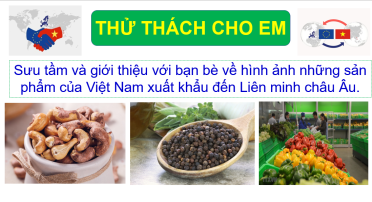 THỬ THÁCH CHO EM
Sưu tầm và giới thiệu với bạn bè về hình ảnh những sản
phẩm của Việt Nam xuất khẩu đến Liên minh châu Âu.